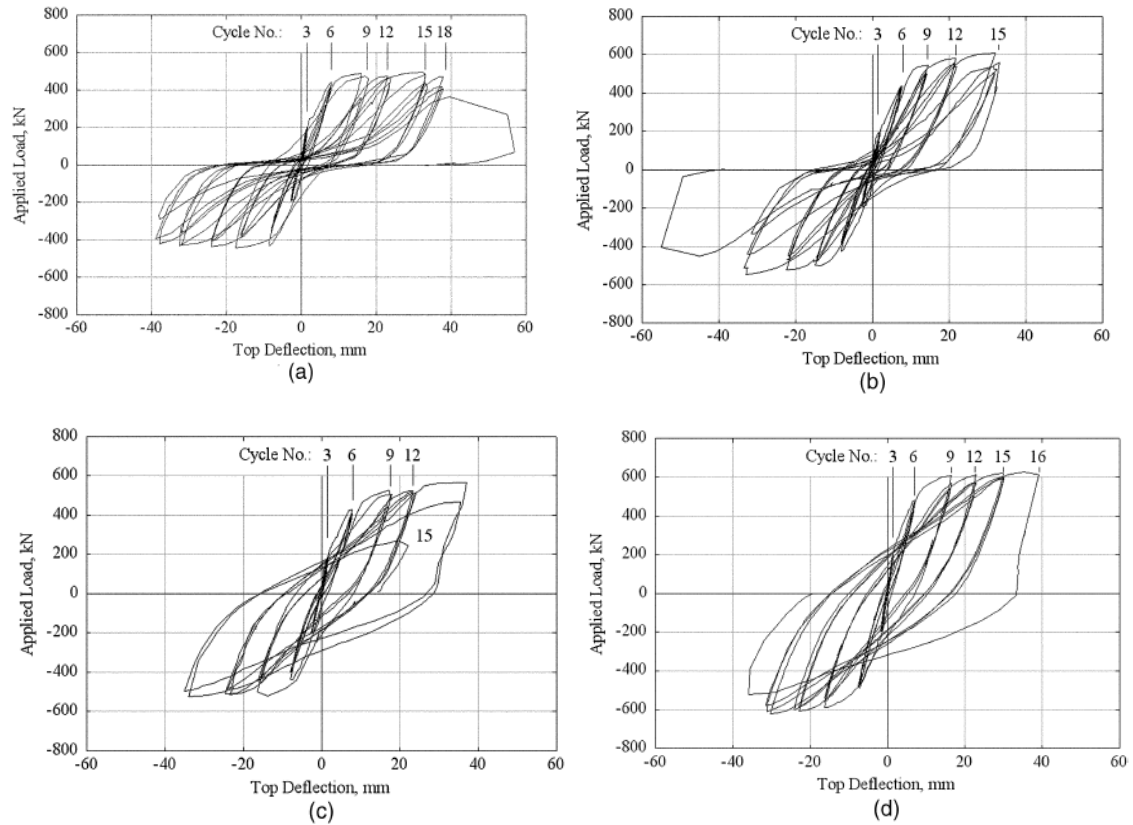 Cycle No.: 3 6 9 12 15 18
800
600
400
200
0
-200
-400
-600
-800
Applied Load, kN
-60 -40 -20 0 20 40 60
Top Deflection, mm
(a)
Cycle No.: 3 6 9 12 15
800
600
400
200
0
-200
-400
-600
-800
Applied Load, kN
-60 -40 -20 0 20 40 60
Top Deflection, mm
(b)
Cycle No.: 3 6 9 12
15
800
600
400
200
0
-200
-400
-600
-800
Applied Load, kN
-60 -40 -20 0 20 40 60
Top Deflection, mm
(c)
Cycle No.: 3 6 9 12 15 16
800
600
400
200
0
-200
-400
-600
-800
Applied Load, kN
-60 -40 -20 0 20 40 60
Top Deflection, mm
(d)